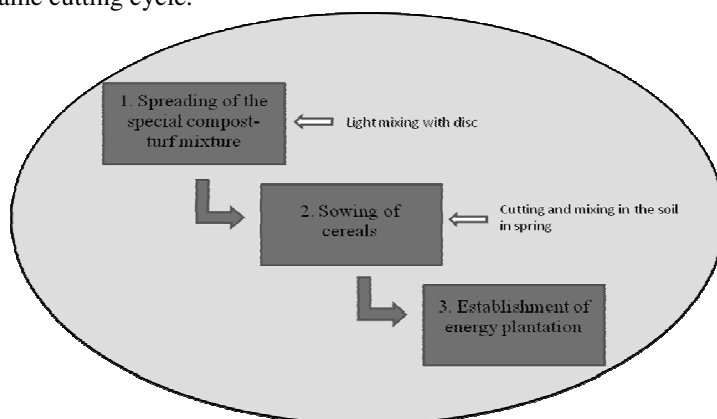 cutting cycle.
1. Spreading of the
special compost-
turf mixture
Light mixing with disc
2. Sowing of
cereals
Cutting and mixing in the soil
in spring
3. Establishment of
energy plantation